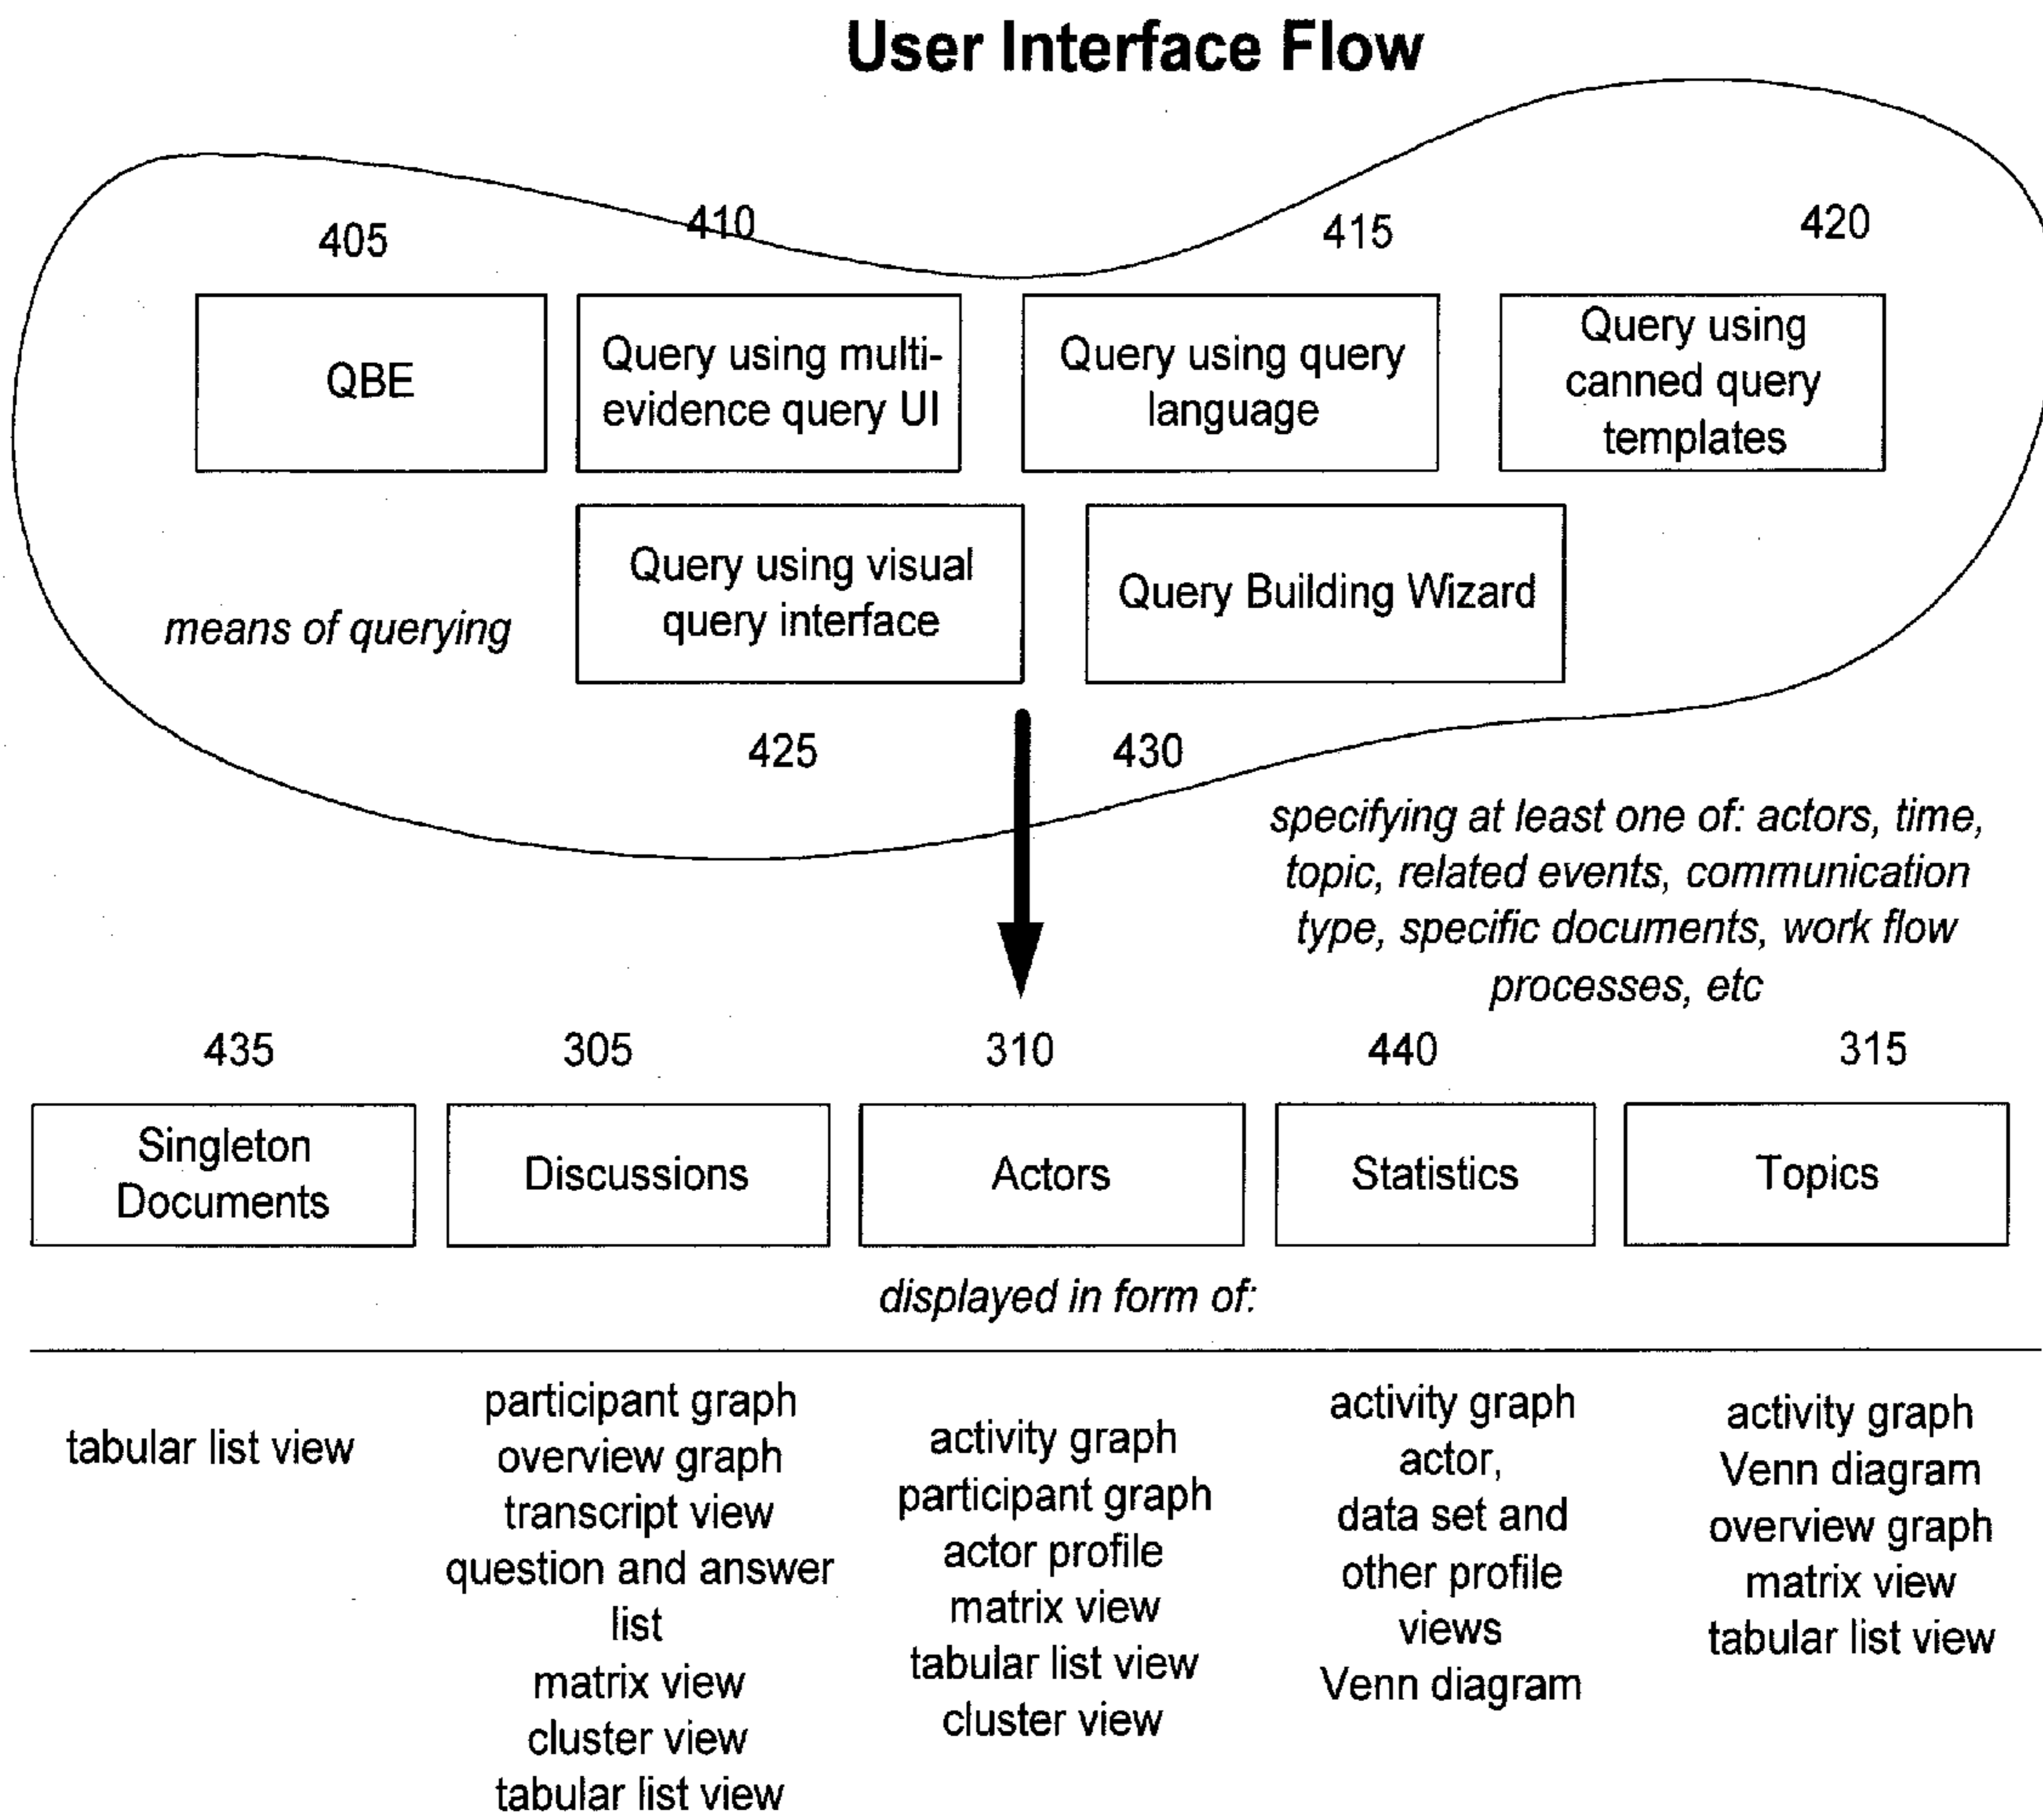 User Interface Flow
405
410
415
420
QBE
Query using multi-
evidence query UI
Query using query
language
Query using
canned query
templates
means of querying
Query using visual
query interface
Query Building Wizard
425
430
specifying at least one of: actors, time,
topic, related events, communication
type, specific documents, work flow
processes, etc
435
305
310
440
315
Singleton
Documents
Discussions
Actors
Statistics
Topics
displayed in form of:
tabular list view
participant graph
overview graph
transcript view
question and answer
list
matrix view
cluster view
tabular list view
activity graph
participant graph
actor profile
matrix view
tabular list view
cluster view
activity graph
actor,
data set and
other profile
views
Venn diagram
activity graph
Venn diagram
overview graph
matrix view
tabular list view